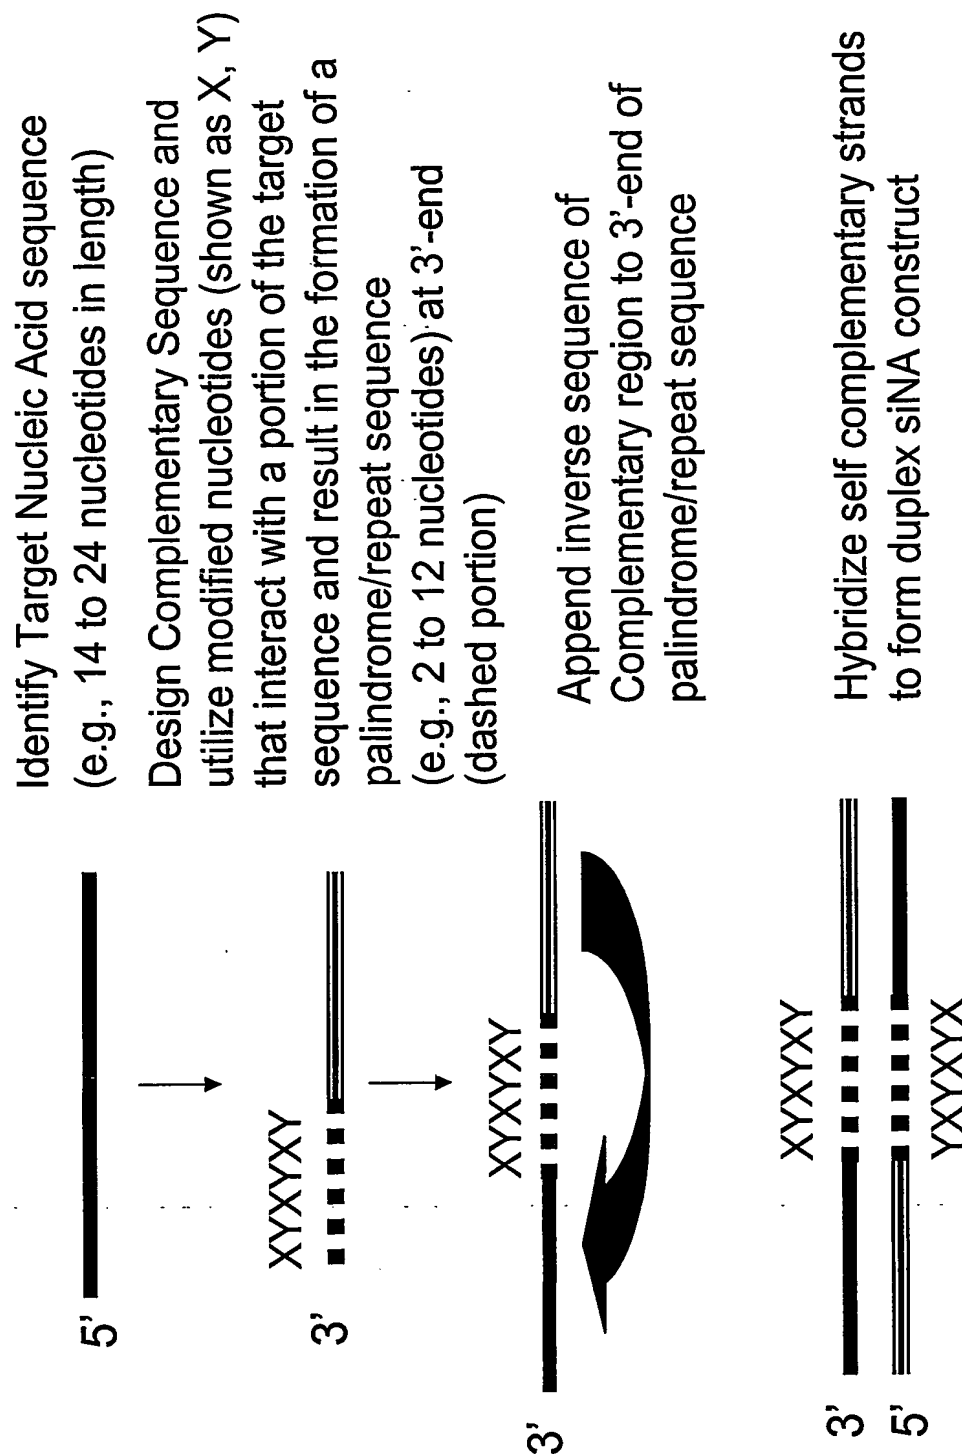 Identify Target Nucleic Acid sequence
(e.g., 14 to 24 nucleotides in length)
5'
Design Complementary Sequence and
utilize modified nucleotides (shown as X, Y)
that interact with a portion of the target
sequence and result in the formation of a
palindrome/repeat sequence
(e.g., 2 to 12 nucleotides) at 3'-end
(dashed portion)
XYXYXY
3'
Append inverse sequence of
Complementary region to 3'-end of
palindrome/repeat sequence
XYXYXY
3'
Hybridize self complementary strands
to form duplex siNA construct
XYXYXY
3'
5'
YXYXYX